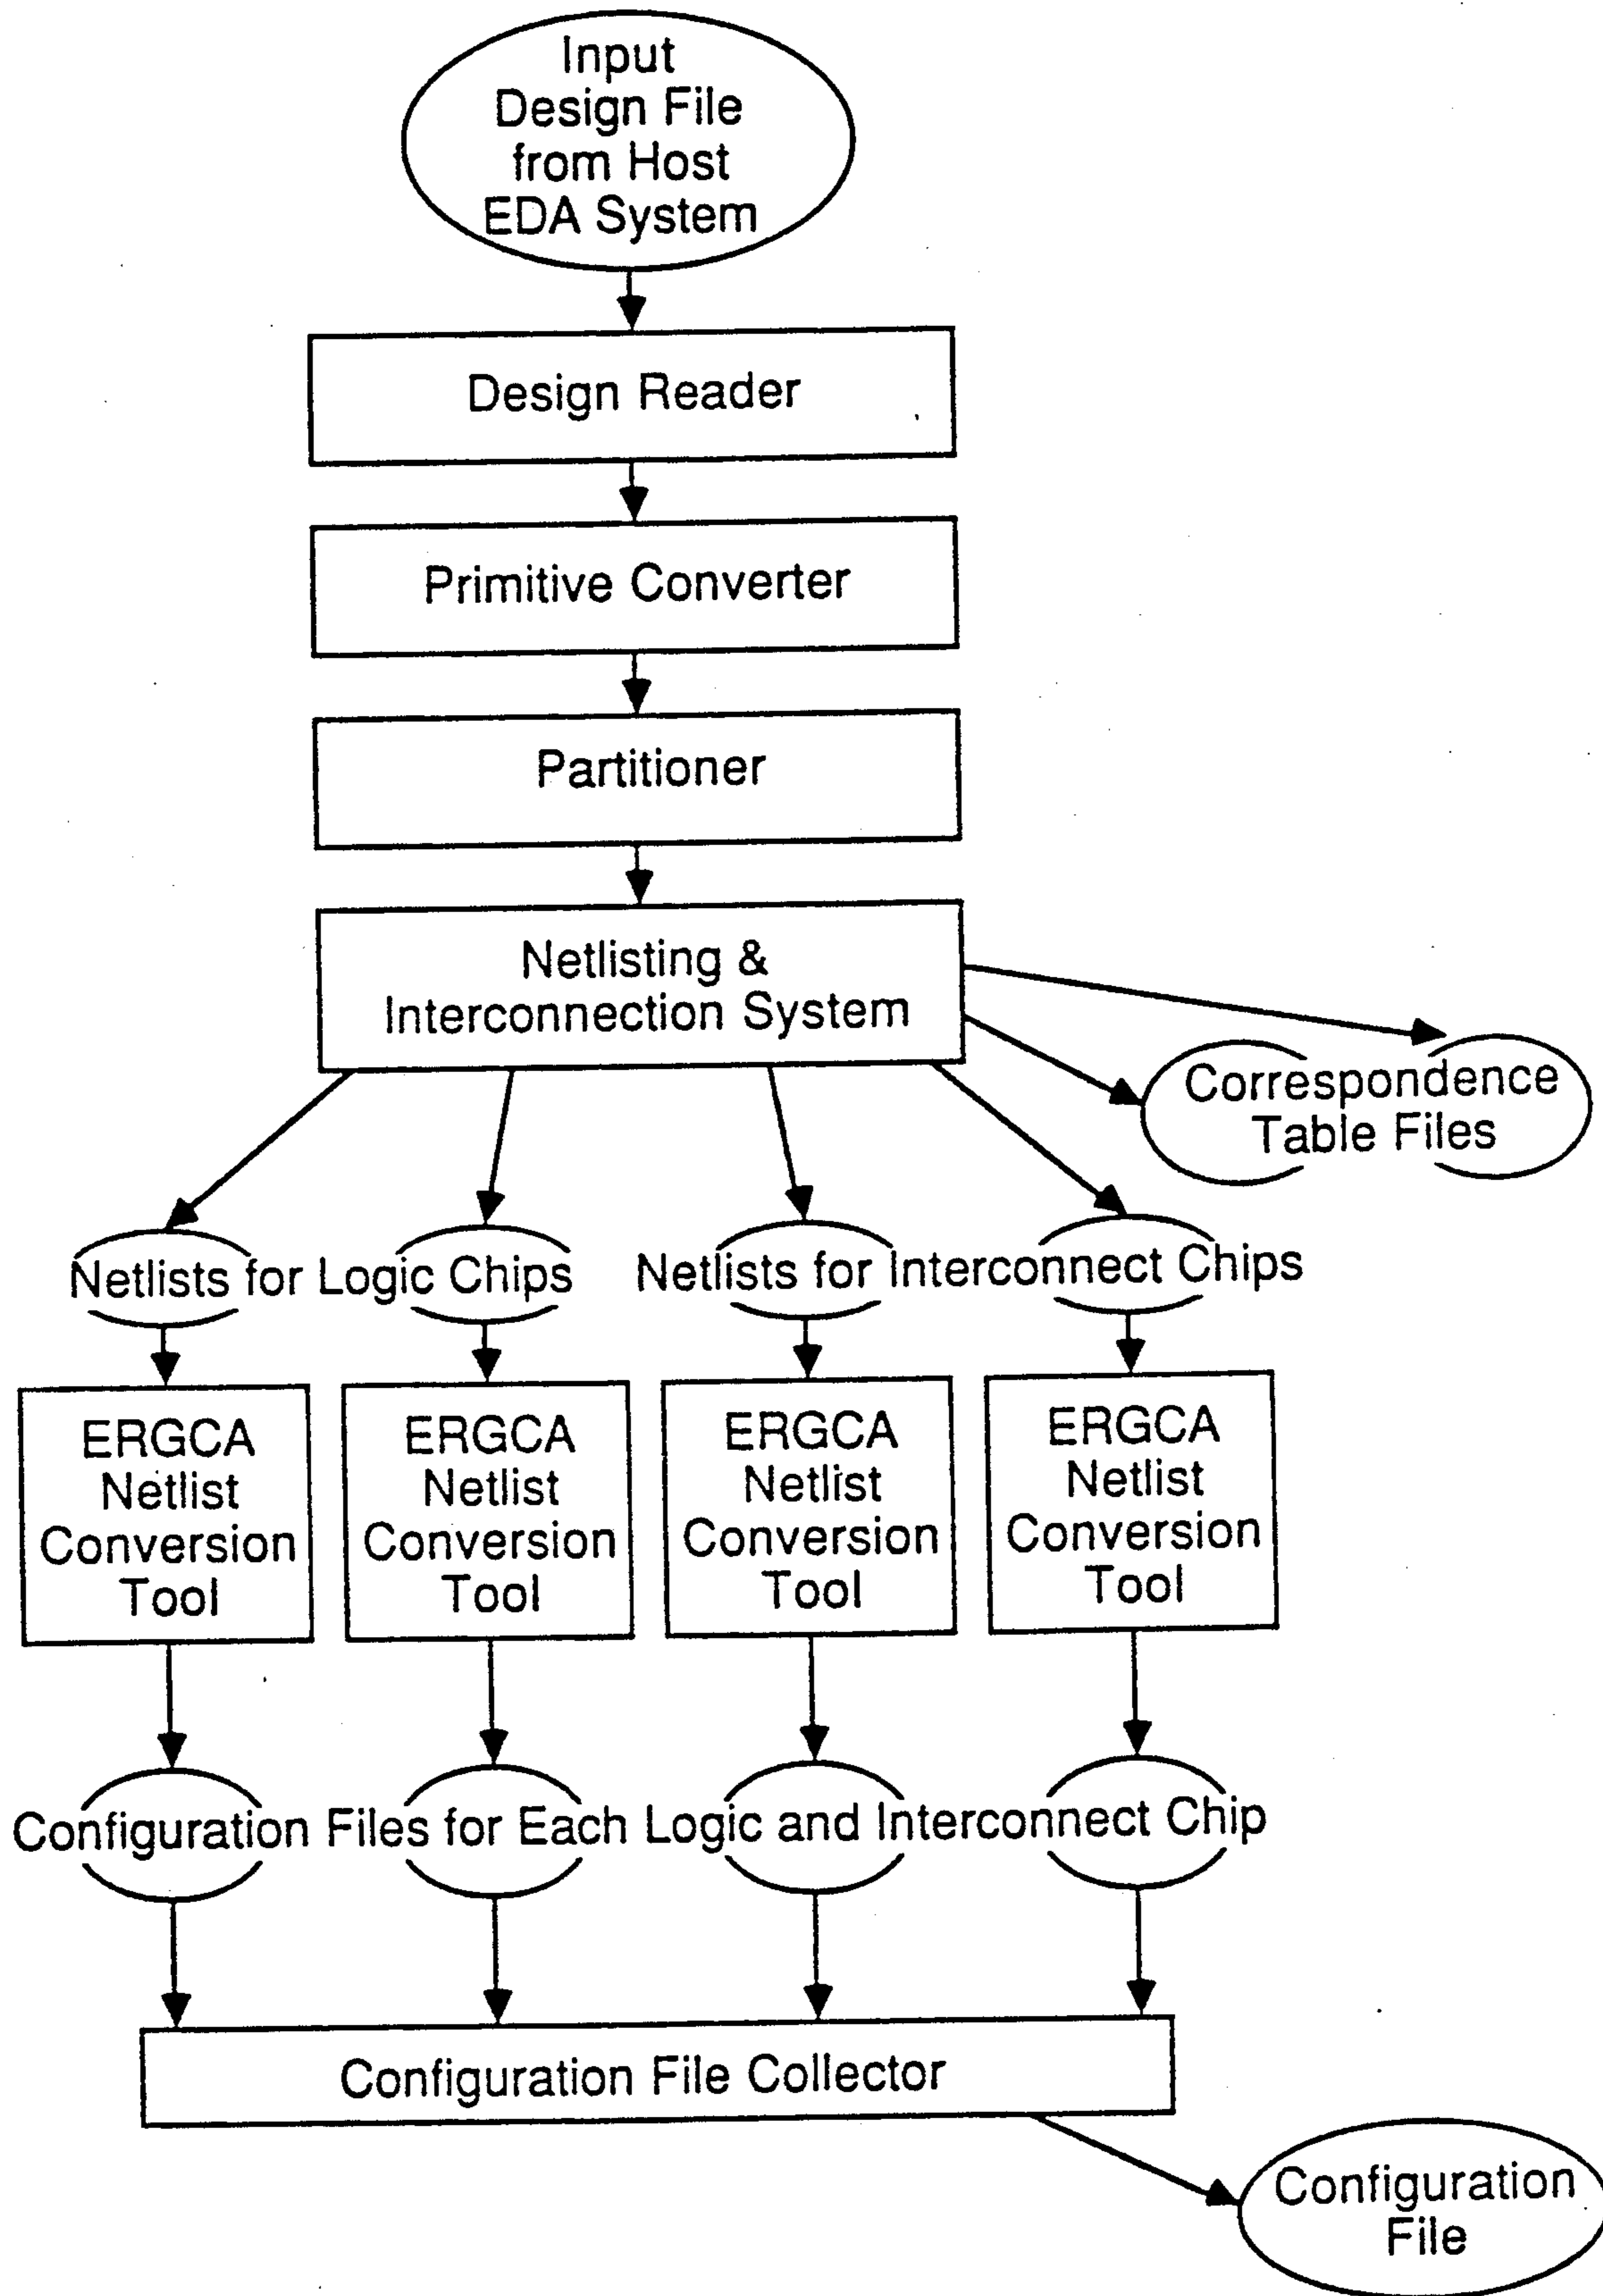 Input
Design File
from Host
EDA System
Design Reader
Primitive Converter
Partitioner
Netlisting &
Interconnection System
Correspondence
Table Files
Netlists for Logic Chips
Netlists for Interconnect Chips
ERGCA
Netlist
Conversion
Tool
ERGCA
Netlist
Conversion
Tool
ERGCA
Netlist
Conversion
Tool
ERGCA
Netlist
Conversion
Tool
Configuration Files for Each Logic and Interconnect Chip
Configuration File Collector
Configuration
File